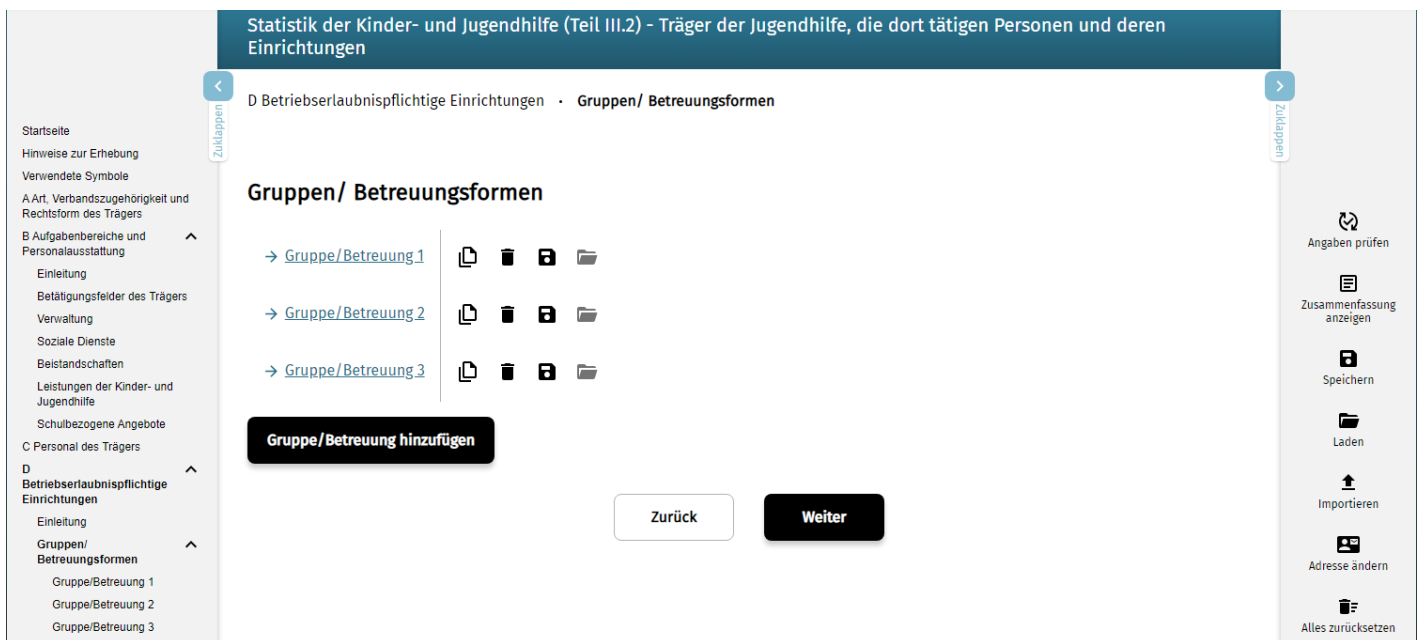 Statistik der Kinder- und Jugendhilfe (Teil III.2) - Träger der Jugendhilfe, die dort tätigen Personen und deren
Einrichtungen
Zuklappen
Startseite
Hinweise zur Erhebung
Verwendete Symbole
A Art, Verbandszugehörigkeit und
Rechtsform des Trägers
B Aufgabenbereiche und
Personalausstattung
Einleitung
Betätigungsfelder des Trägers
Verwaltung
Soziale Dienste
Beistandschaften
Leistungen der Kinder- und
Jugendhilfe
Schulbezogene Angebote
C Personal des Trägers
D
Betriebserlaubnispflichtige
Einrichtungen
Einleitung
Gruppen/
Betreuungsformen
Gruppe/Betreuung 1
Gruppe/Betreuung 2
Gruppe/Betreuung 3
D Betriebserlaubnispflichtige Einrichtungen · Gruppen/ Betreuungsformen
Gruppen/ Betreuungsformen
→ Gruppe/Betreuung 1
→ Gruppe/Betreuung 2
→ Gruppe/Betreuung 3
Gruppe/Betreuung hinzufügen
Zurück
Weiter
Zuklappen
Angaben prüfen
Zusammenfassung
anzeigen
Speichern
Laden
Importieren
Adresse ändern
Alles zurücksetzen